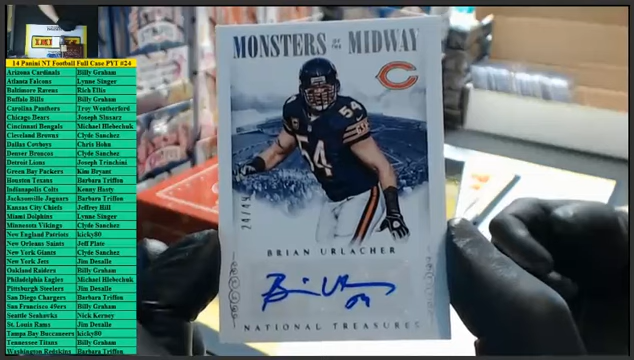 14 Panini NT Football Full Case PYT #24
Arizona Cardinals Billy Graham
Atlanta Falcons Lynne Singer
Baltimore Ravens Rich Ellis
Buffalo Bills Billy Graham
Carolina Panthers Troy Weatherford
Chicago Bears Joseph Slusarz
Cincinnati Bengals Michael Hlebechuk
Cleveland Browns Clyde Sanchez
Dallas Cowboys Chris Hohn
Denver Broncos Clyde Sanchez
Detroit Lions Joseph Trinchini
Green Bay Packers Kim Bryant
Houston Texans Barbara Triffon
Indianapolis Colts Kenny Hasty
Jacksonville Jaguars Barbara Triffon
Kansas City Chiefs Jeffrey Hill
Miami Dolphins Lynne Singer
Minnesota Vikings Clyde Sanchez
New England Patriots kicky80
New Orleans Saints Jeff Plate
New York Giants Clyde Sanchez
New York Jets Jim Dezalle
Oakland Raiders Billy Graham
Philadelphia Eagles Michael Hlebechuk
Pittsburgh Steelers Jim Dezalle
San Diego Chargers Barbara Triffon
San Francisco 49ers Billy Graham
Seattle Seahawks Nick Kerney
St. Louis Rams Jim Dezalle
Tampa Bay Buccaneers kicky80
Tennessee Titans Billy Graham
Washington Redskins Barbara Triffon
MONSTERS OF THE MIDWAY
54
54
24/49
BRIAN URLACHER
NATIONAL TREASURES